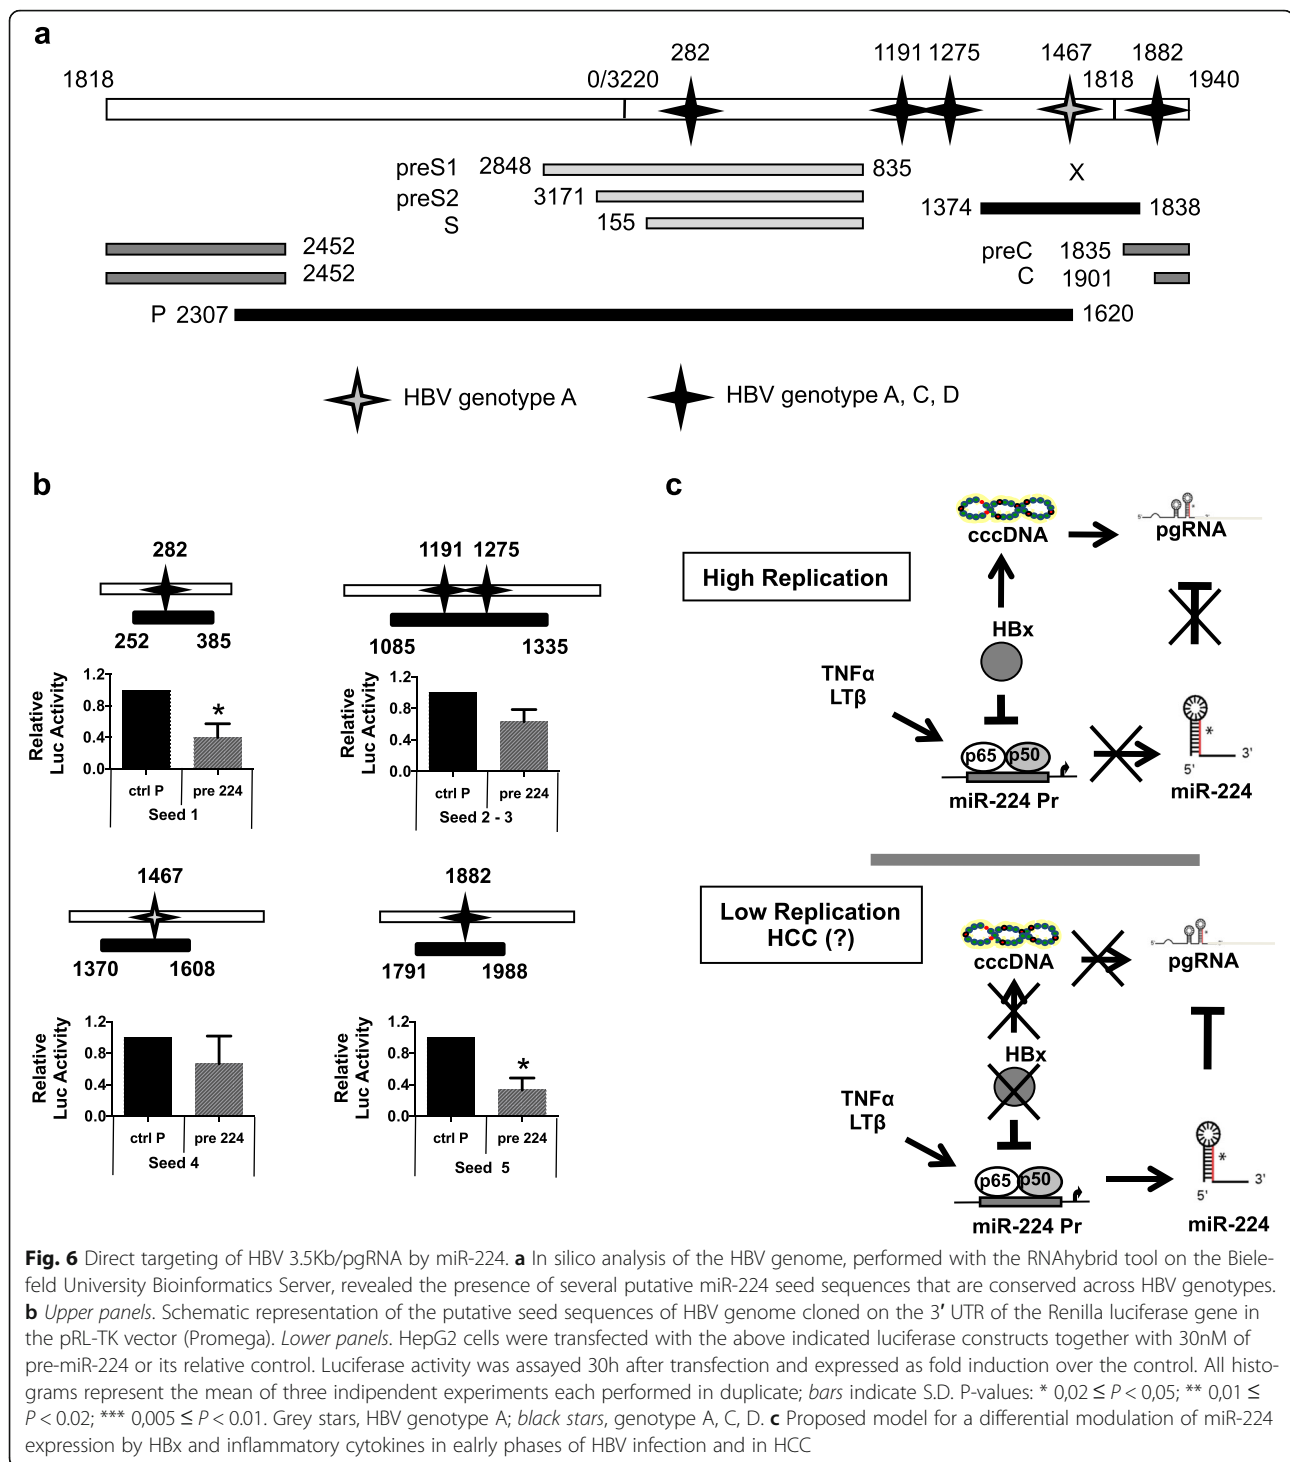 a
282
1191 1275
1467
1882
1818
0/3220
1818
1940
preS1 2848
835
X
preS2 3171
S 155
1374
1838
2452
preC 1835
2452
C 1901
P 2307
1620
HBV genotype A
HBV genotype A, C, D
b
282
252 385
1191 1275
1085 1335
Relative
Luc Activity
1.2
0.8
0.4
0.0
*
ctrl P pre 224
Seed 1
Relative
Luc Activity
1.2
0.8
0.4
0.0
ctrl P pre 224
Seed 2 - 3
1467
1370 1608
1882
1791 1988
Relative
Luc Activity
1.2
0.8
0.4
0.0
ctrl P pre 224
Seed 4
Relative
Luc Activity
1.2
0.8
0.4
0.0
*
ctrl P pre 224
Seed 5
c
High Replication
cccDNA
pgRNA
HBx
TNFα
LTβ
p65 p50
miR-224 Pr
*
5' 3'
miR-224
Low Replication
HCC (?)
cccDNA
pgRNA
HBx
TNFα
LTβ
p65 p50
miR-224 Pr
*
5' 3'
miR-224
Fig. 6 Direct targeting of HBV 3.5Kb/pgRNA by miR-224. a In silico analysis of the HBV genome, performed with the RNAhybrid tool on the Biele-
feld University Bioinformatics Server, revealed the presence of several putative miR-224 seed sequences that are conserved across HBV genotypes.
b Upper panels. Schematic representation of the putative seed sequences of HBV genome cloned on the 3′ UTR of the Renilla luciferase gene in
the pRL-TK vector (Promega). Lower panels. HepG2 cells were transfected with the above indicated luciferase constructs together with 30nM of
pre-miR-224 or its relative control. Luciferase activity was assayed 30h after transfection and expressed as fold induction over the control. All histo-
grams represent the mean of three indipendent experiments each performed in duplicate; bars indicate S.D. P-values: * 0,02 ≤ P < 0,05; ** 0,01 ≤
P < 0.02; *** 0,005 ≤ P < 0.01. Grey stars, HBV genotype A; black stars, genotype A, C, D. c Proposed model for a differential modulation of miR-224
expression by HBx and inflammatory cytokines in ealrly phases of HBV infection and in HCC